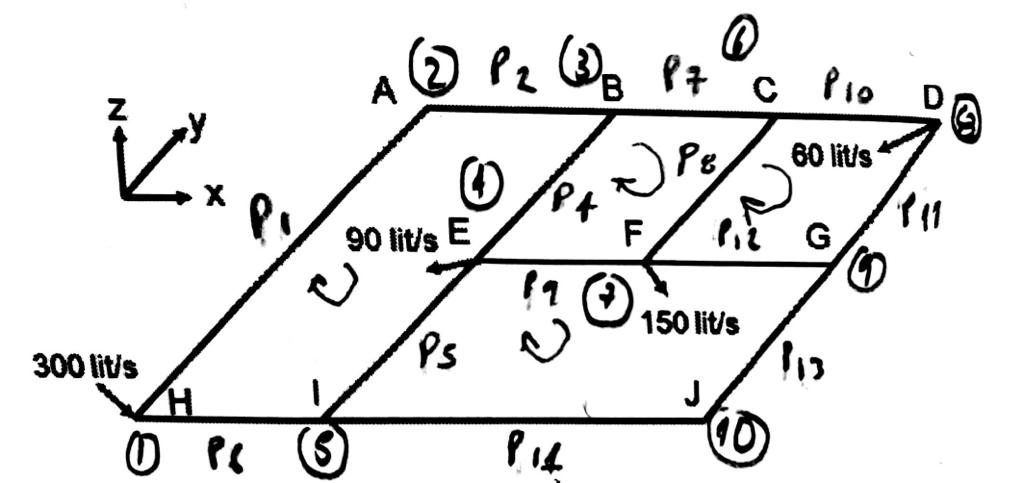 ⑥
A ② P2 ③ B P7 C P10 D ⑧
z y x
60 lit/s
P8
④ P4
P1 P11
90 lit/s E F P12 G ⑨
P9 ⑦ 150 lit/s
P5
300 lit/s P13
H I J
① P6 ⑤ P14 ⑩